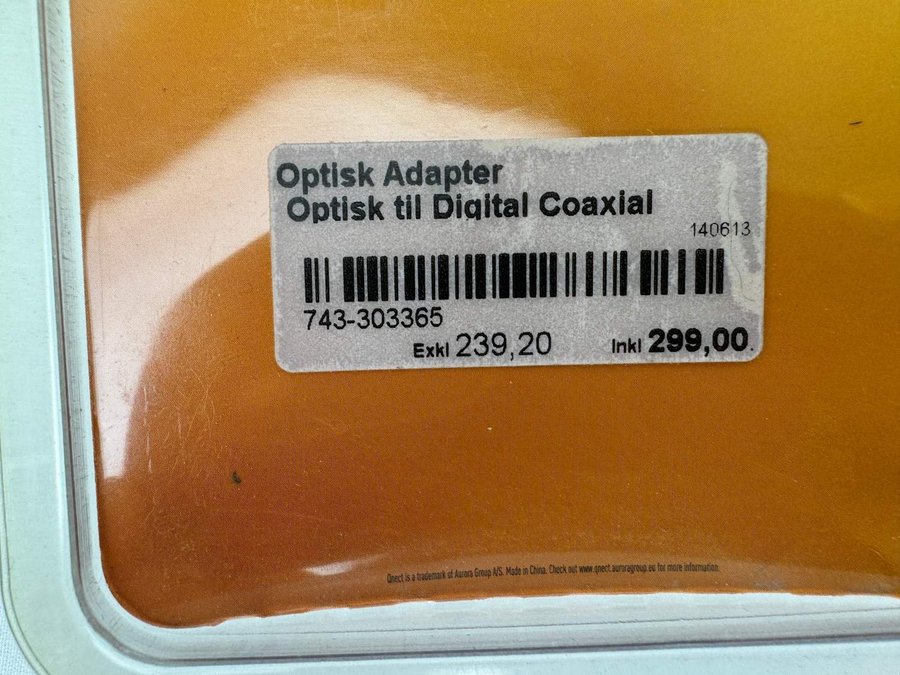 Optisk Adapter
Optisk til Digital Coaxial
140613
743-303365
Exkl 239,20 Inkl 299,00.
Qnect is a trademark of Aurora Group A/S. Made in China. Check out www.qnect.auroragroup.eu for more information.